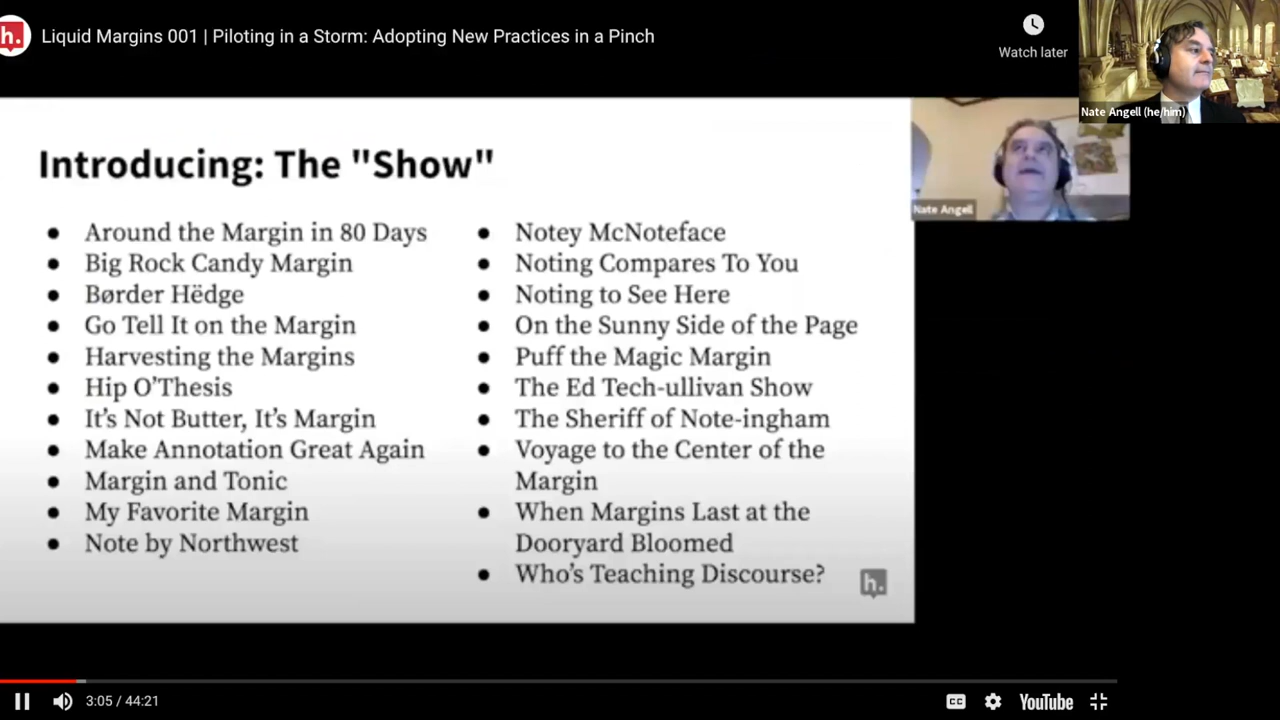 h.
Liquid Margins 001 | Piloting in a Storm: Adopting New Practices in a Pinch
Watch later
Nate Angell (he/him)
Nate Angell
Introducing: The "Show"
● Around the Margin in 80 Days
● Big Rock Candy Margin
● Børder Hëdge
● Go Tell It on the Margin
● Harvesting the Margins
● Hip O’Thesis
● It’s Not Butter, It’s Margin
● Make Annotation Great Again
● Margin and Tonic
● My Favorite Margin
● Note by Northwest
● Notey McNoteface
● Noting Compares To You
● Noting to See Here
● On the Sunny Side of the Page
● Puff the Magic Margin
● The Ed Tech-ullivan Show
● The Sheriff of Note-ingham
● Voyage to the Center of the
Margin
● When Margins Last at the
Dooryard Bloomed
● Who’s Teaching Discourse?
h.
3:05 / 44:21
CC
YouTube